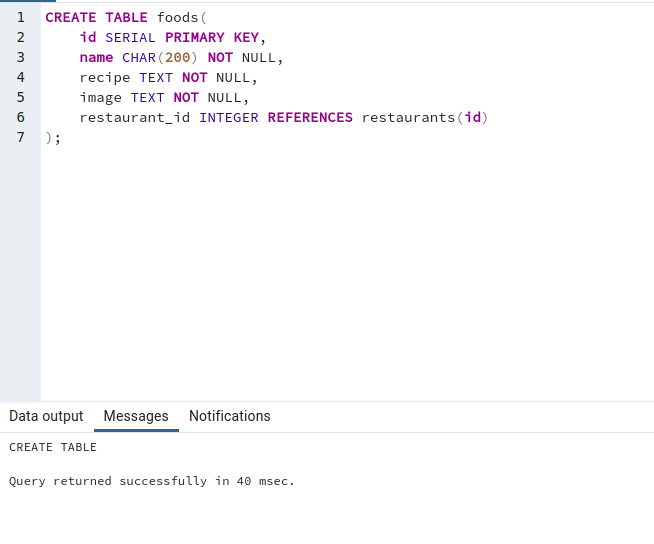 1 CREATE TABLE foods(
2     id SERIAL PRIMARY KEY,
3     name CHAR(200) NOT NULL,
4     recipe TEXT NOT NULL,
5     image TEXT NOT NULL,
6     restaurant_id INTEGER REFERENCES restaurants(id)
7 );
Data output Messages Notifications
CREATE TABLE
Query returned successfully in 40 msec.